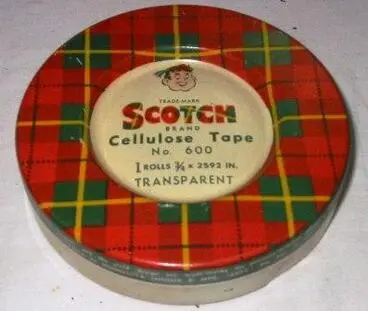 TRADE-MARK
SCOTCH
BRAND
Cellulose Tape
No. 600
1 ROLLS 3/4 x 2592 IN.
TRANSPARENT